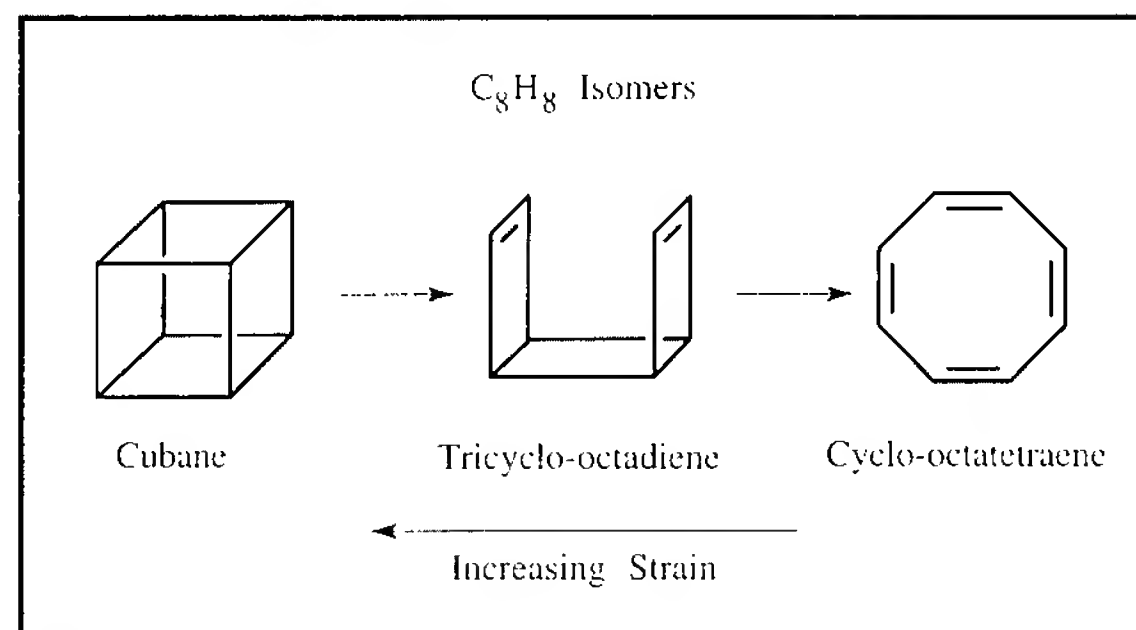 C₈H₈ Isomers
Cubane
Tricyclo-octadiene
Cyclo-octatetraene
Increasing Strain